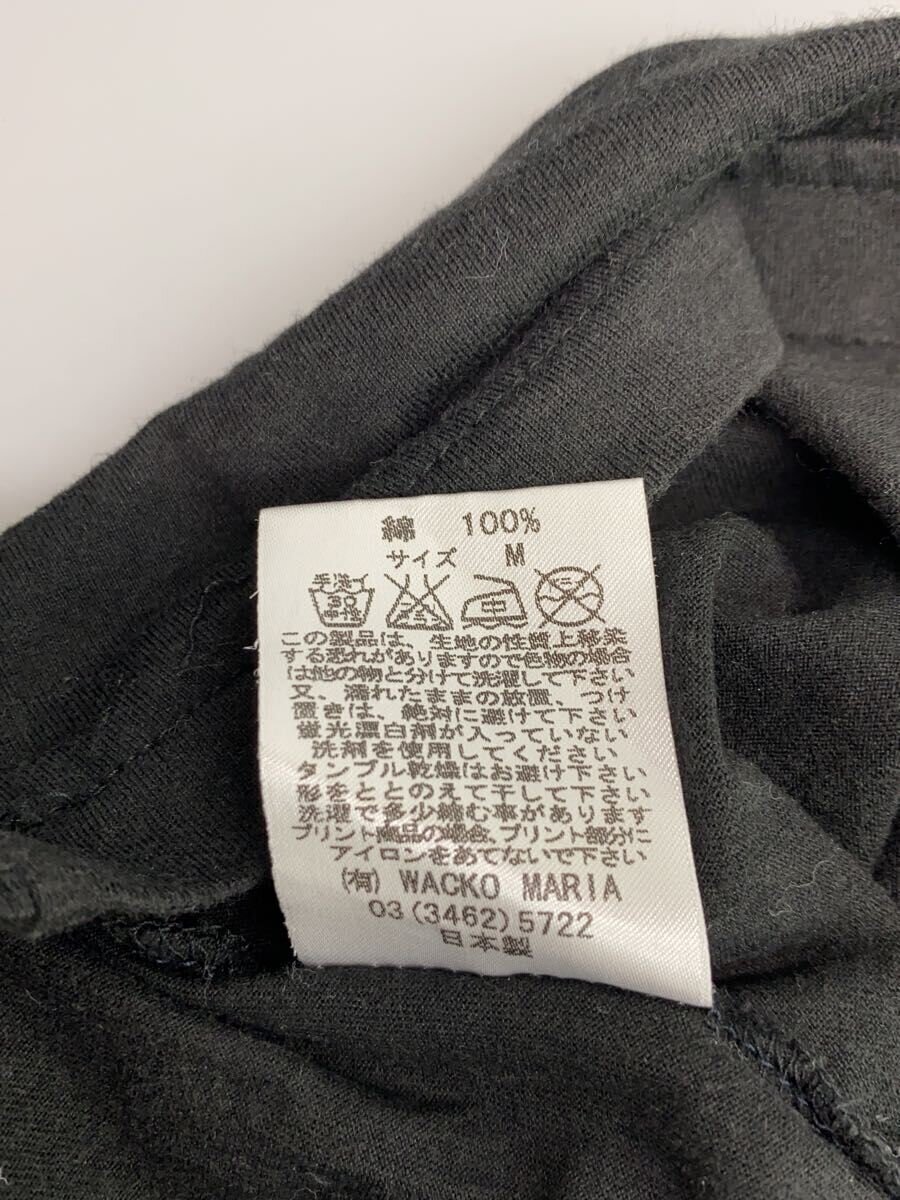 綿 100%
サイズ M
手洗イ
30
中性
この製品は、生地の性質上移染
する恐れがありますので色物の場合
は他の物と分けて洗濯して下さい
又、濡れたままの放置、つけ
置きは、絶対に避けて下さい
蛍光漂白剤が入っていない
洗剤を使用してください
タンブル乾燥はお避け下さい
形をととのえて干して下さい
洗濯で多少縮む事があります
プリント商品の場合、プリント部分に
アイロンをあてないで下さい
(有) WACKO MARIA
03(3462)5722
日本製